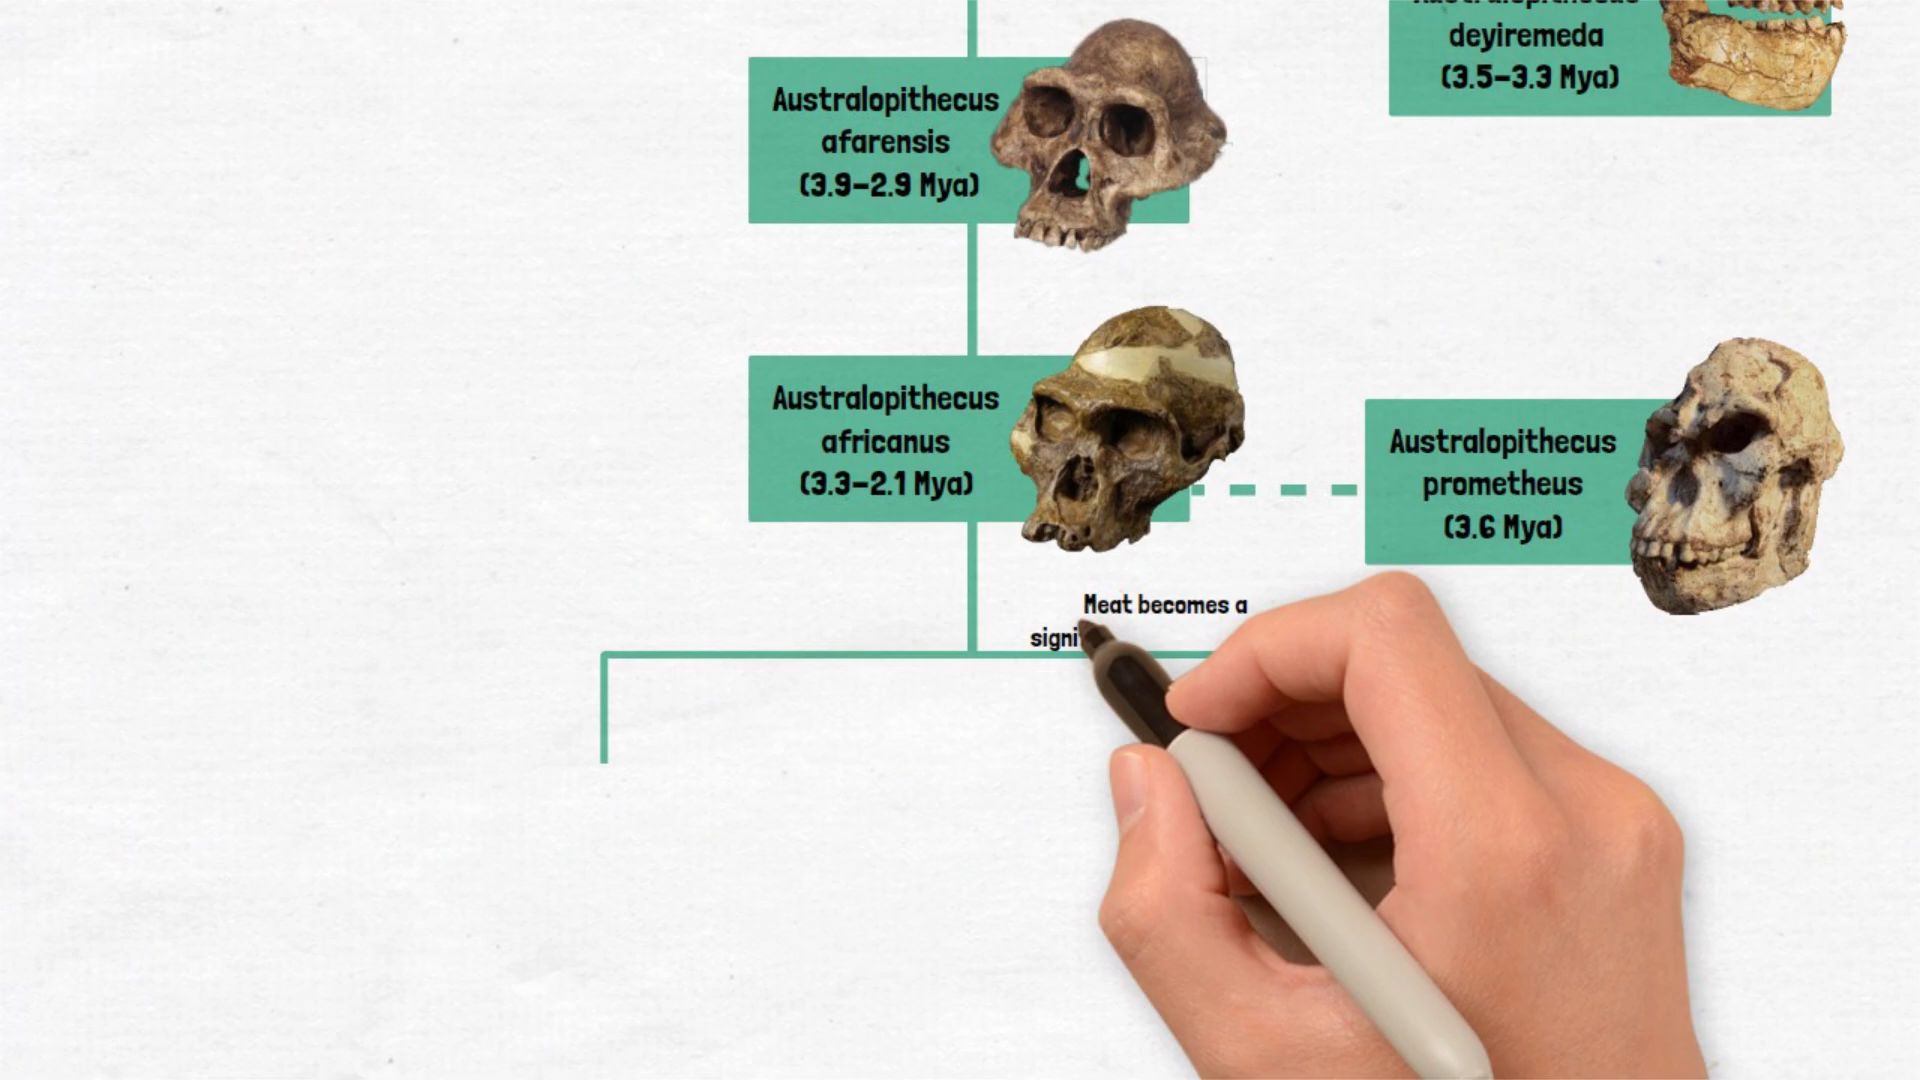 deyiremeda
(3.5–3.3 Mya)
Australopithecus
afarensis
(3.9–2.9 Mya)
Australopithecus
africanus
(3.3–2.1 Mya)
Australopithecus
prometheus
(3.6 Mya)
Meat becomes a
signi